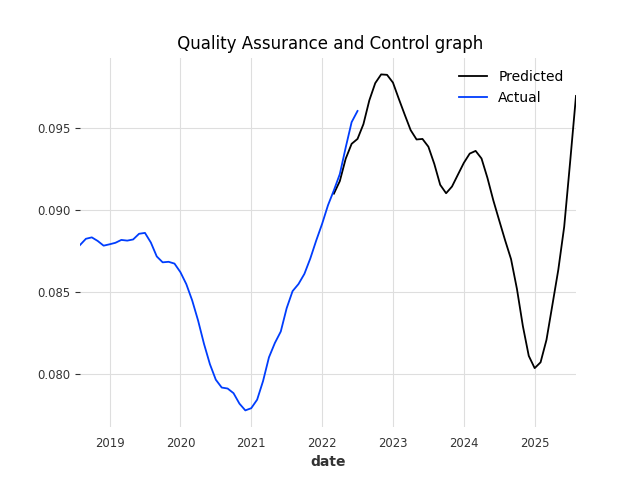 Quality Assurance and Control graph
Predicted
Actual
0.095
0.090
0.085
0.080
2019 2020 2021 2022 2023 2024 2025
date